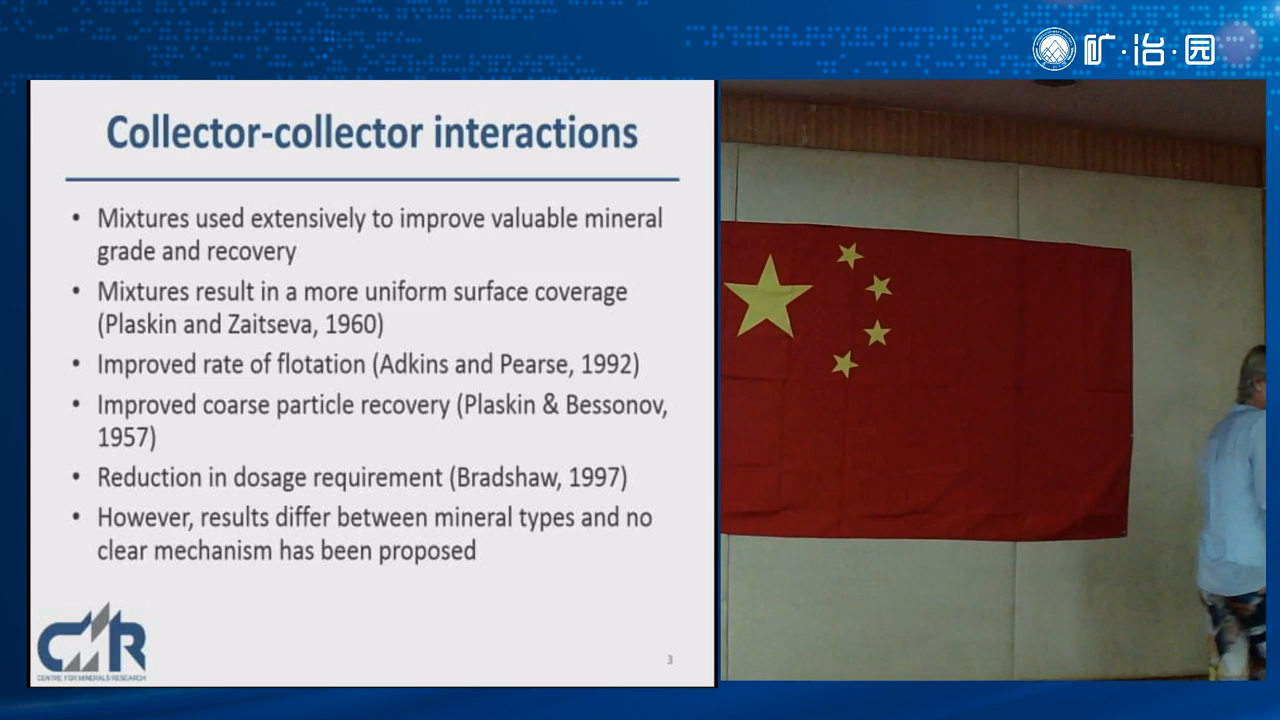 矿·冶·园
Collector-collector interactions
• Mixtures used extensively to improve valuable mineral
grade and recovery
• Mixtures result in a more uniform surface coverage
(Plaskin and Zaitseva, 1960)
• Improved rate of flotation (Adkins and Pearse, 1992)
• Improved coarse particle recovery (Plaskin & Bessonov,
1957)
• Reduction in dosage requirement (Bradshaw, 1997)
• However, results differ between mineral types and no
clear mechanism has been proposed
CMR
CENTRE FOR MINERALS RESEARCH
3